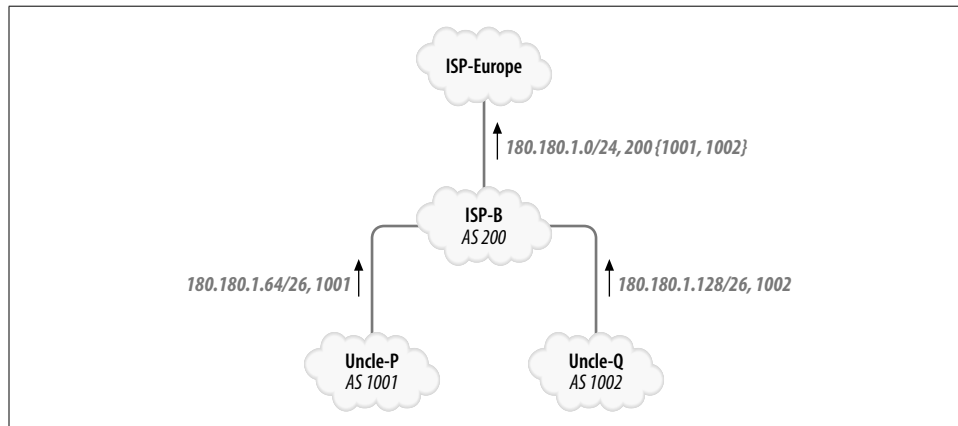 ISP-Europe
180.180.1.0/24, 200 {1001, 1002}
ISP-B
AS 200
180.180.1.64/26, 1001
180.180.1.128/26, 1002
Uncle-P
AS 1001
Uncle-Q
AS 1002